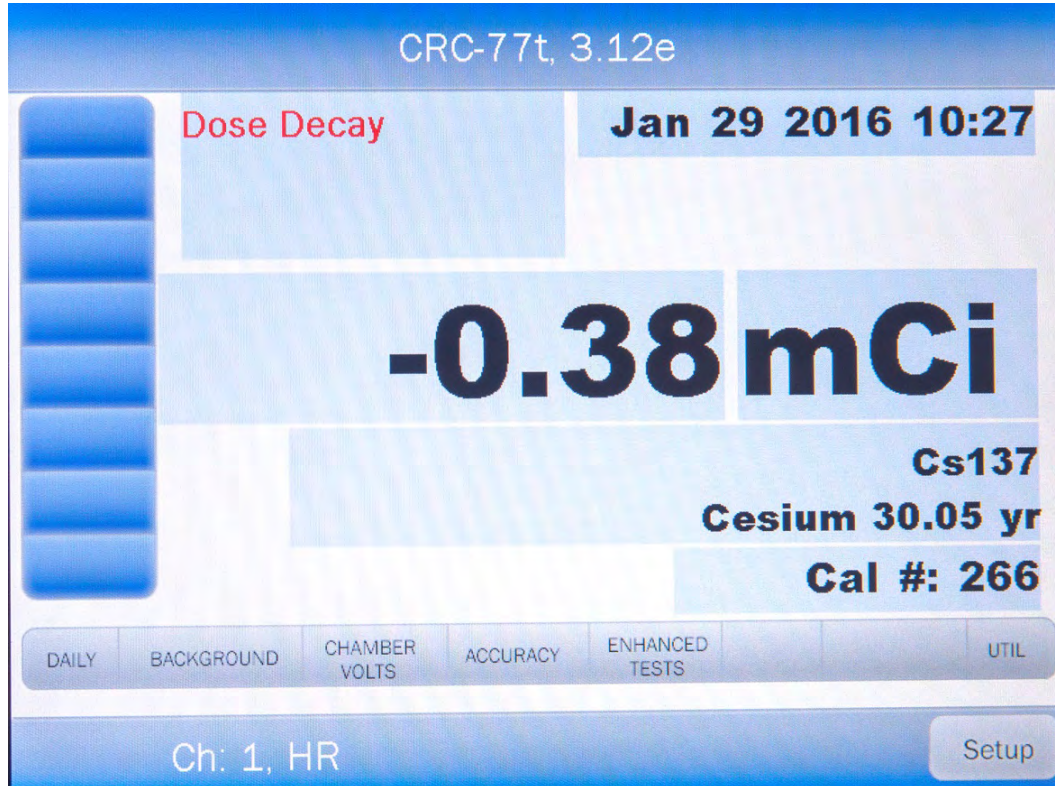 CRC-77t, 3.12e
Dose Decay
Jan 29 2016 10:27
-0.38 mCi
Cs137
Cesium 30.05 yr
Cal #: 266
DAILY
BACKGROUND
CHAMBER
VOLTS
ACCURACY
ENHANCED
TESTS
UTIL
Ch: 1, HR
Setup